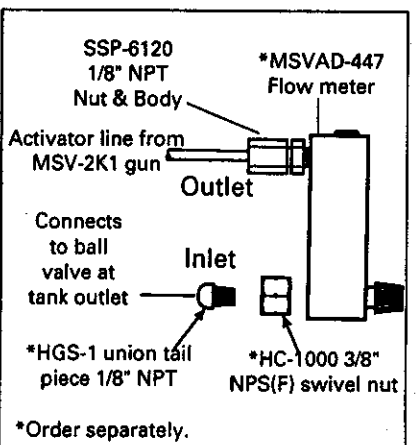 SSP-6120
1/8" NPT
Nut & Body
*MSVAD-447
Flow meter
Activator line from
MSV-2K1 gun
Outlet
Connects
to ball
valve at
tank outlet
Inlet
*HGS-1 union tail
piece 1/8" NPT
*HC-1000 3/8"
NPS(F) swivel nut
*Order separately.